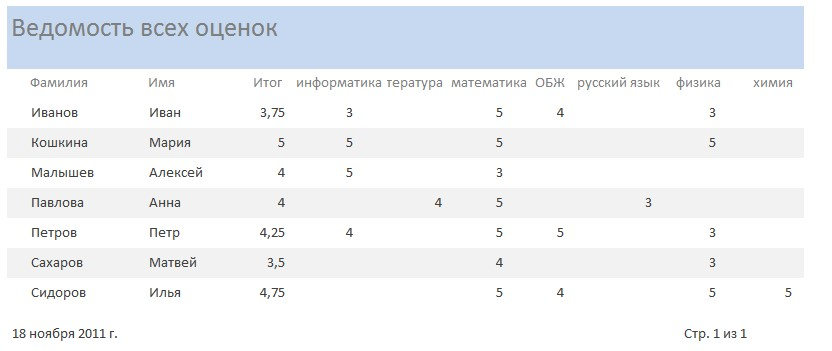 Ведомость всех оценок
Фамилия Имя Итог информатика тература математика ОБЖ русский язык физика химия
Иванов Иван 3,75 3 5 4 3
Кошкина Мария 5 5 5 5
Малышев Алексей 4 5 3
Павлова Анна 4 4 5 3
Петров Петр 4,25 4 5 5 3
Сахаров Матвей 3,5 4 3
Сидоров Илья 4,75 5 4 5 5
18 ноября 2011 г. Стр. 1 из 1